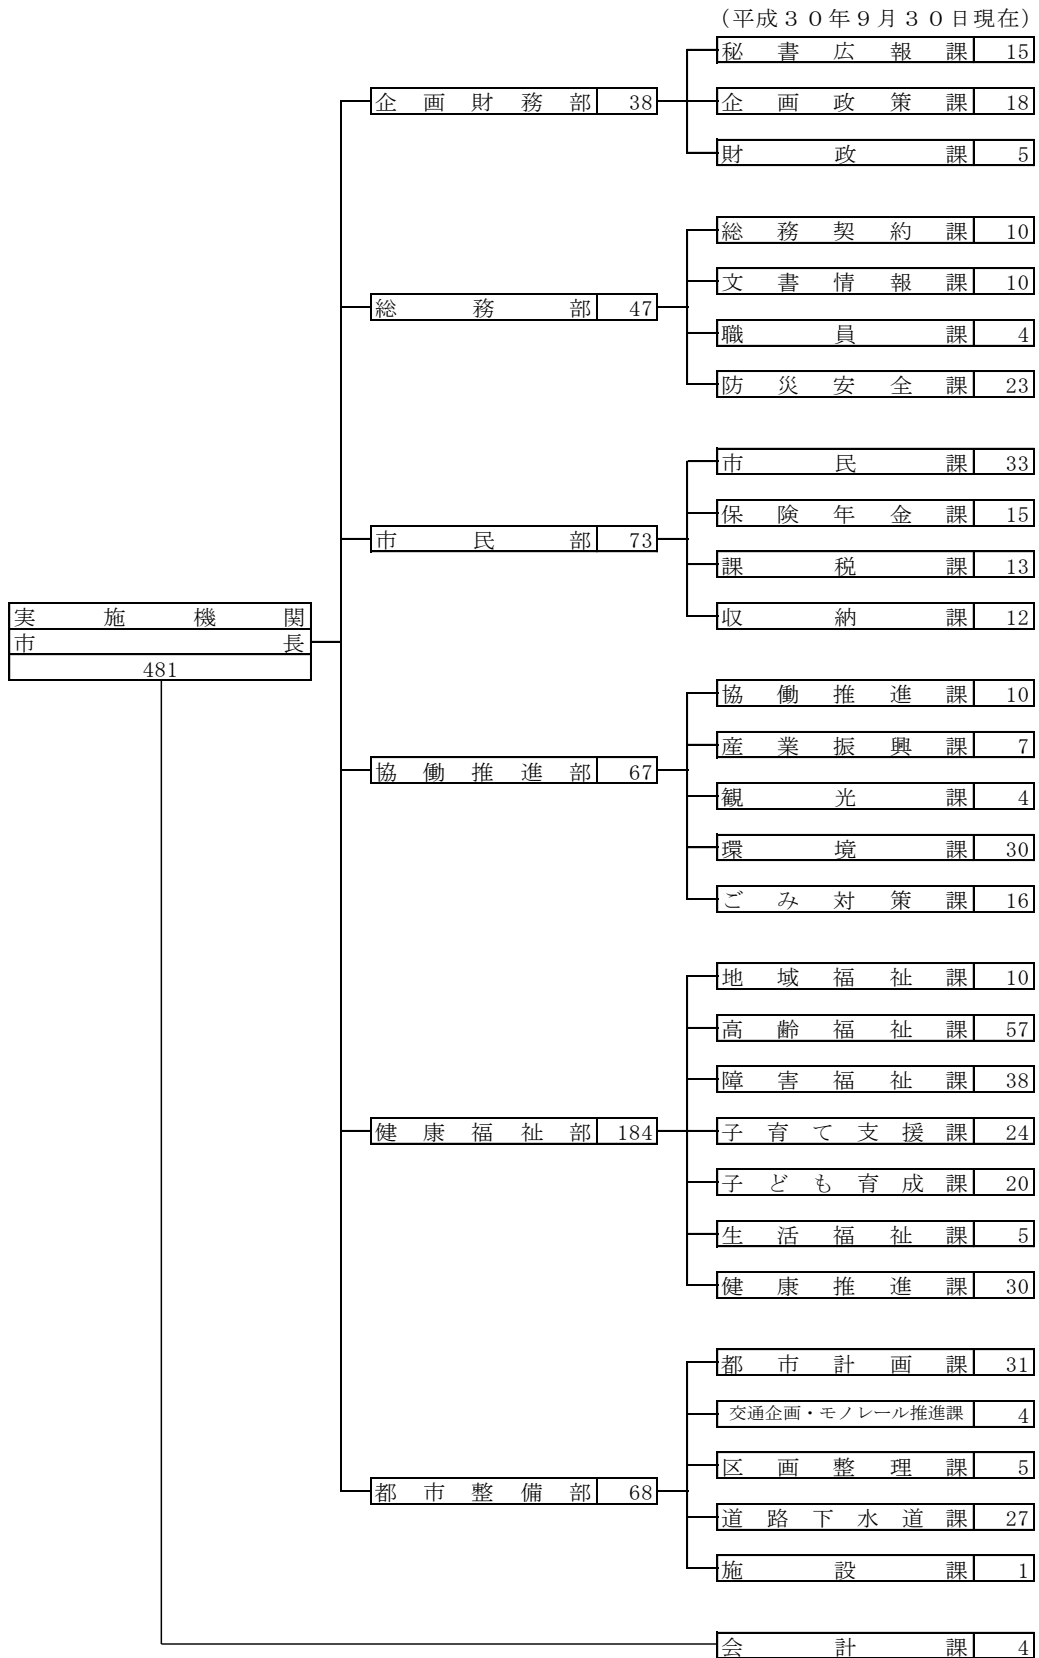 (平成３０年９月３０日現在)
秘書広報課 15
企画財務部 38
企画政策課 18
財政課 5
総務契約課 10
文書情報課 10
総務部 47
職員課 4
防災安全課 23
市民課 33
保険年金課 15
市民部 73
課税課 13
収納課 12
実施機関
市長
481
協働推進課 10
産業振興課 7
協働推進部 67
観光課 4
環境課 30
ごみ対策課 16
地域福祉課 10
高齢福祉課 57
障害福祉課 38
健康福祉部 184
子育て支援課 24
子ども育成課 20
生活福祉課 5
健康推進課 30
都市計画課 31
交通企画・モノレール推進課 4
区画整理課 5
都市整備部 68
道路下水道課 27
施設課 1
会計課 4